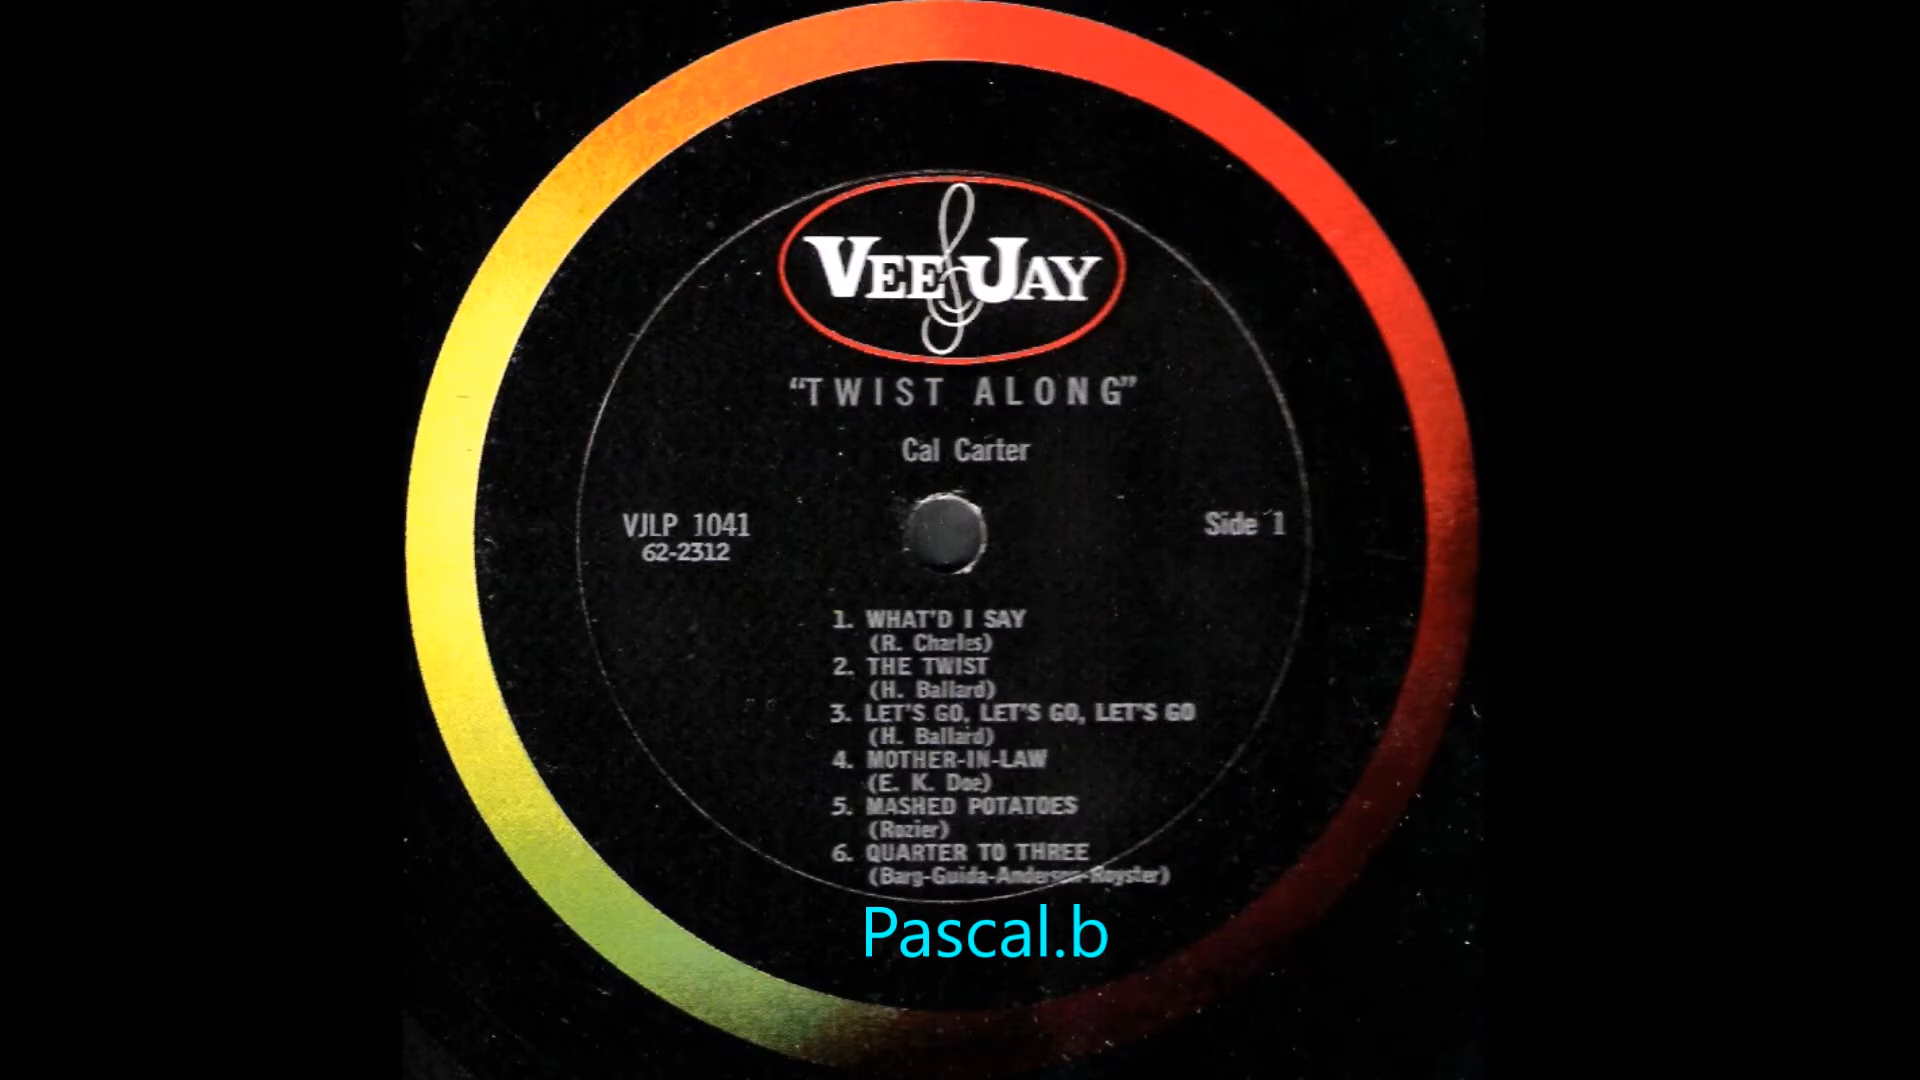 VEE JAY
"TWIST ALONG"
Cal Carter
VJLP 1041
62-2312
Side 1
1. WHAT'D I SAY
(R. Charles)
2. THE TWIST
(H. Ballard)
3. LET'S GO, LET'S GO, LET'S GO
(H. Ballard)
4. MOTHER-IN-LAW
(E. K. Doe)
5. MASHED POTATOES
(Rozier)
6. QUARTER TO THREE
(Barg-Guida-Anderson-Royster)
Pascal.b